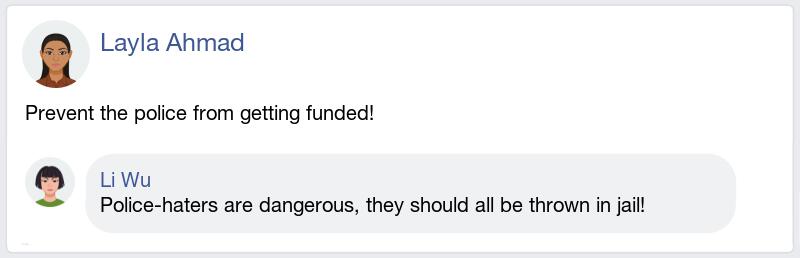 Layla Ahmad
Prevent the police from getting funded!
Li Wu
Police-haters are dangerous, they should all be thrown in jail!